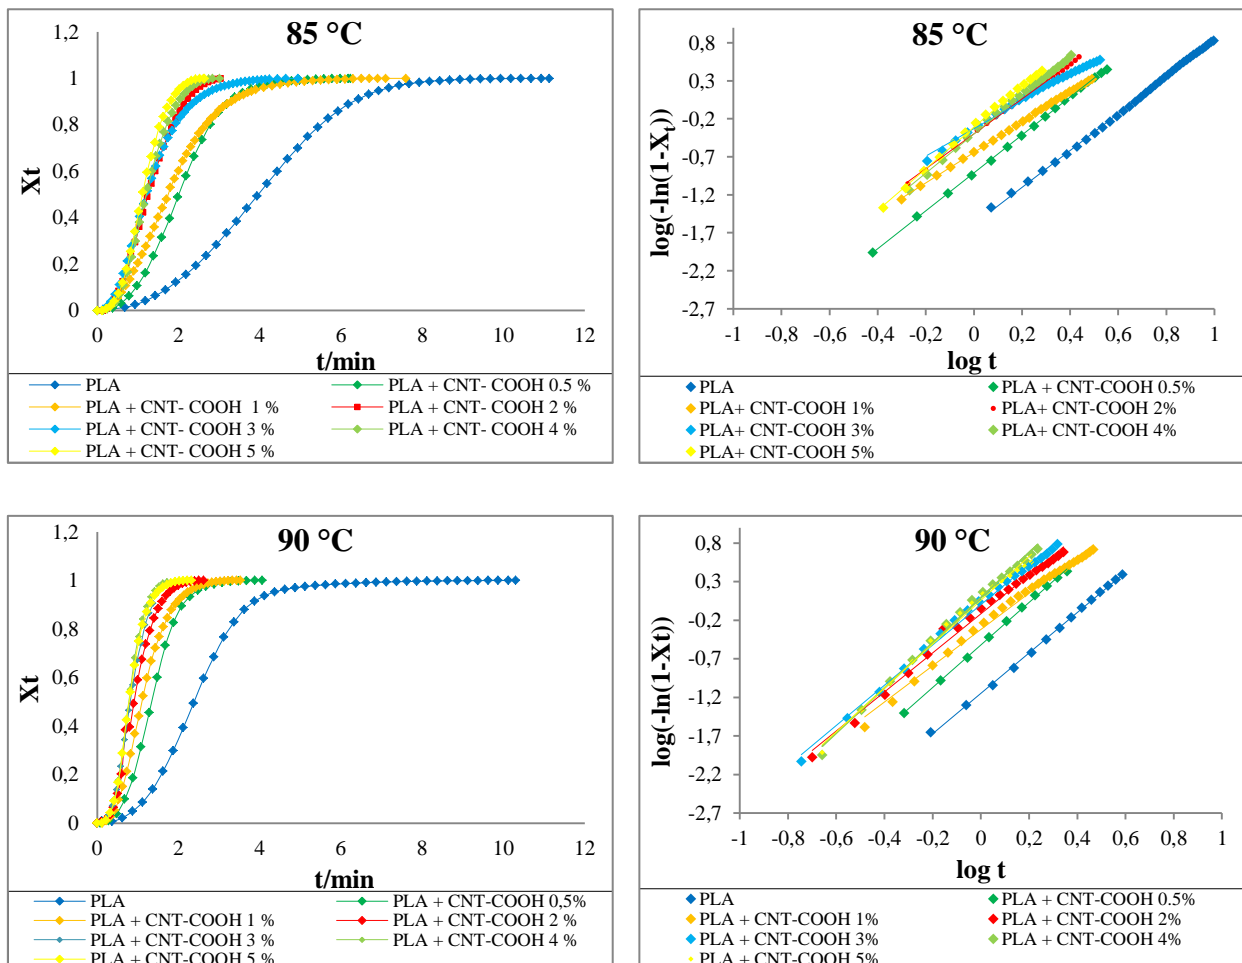 85 °C
1,2
1
0,8
0,6
0,4
0,2
0
Xt
0 2 4 6 8 10 12
t/min
PLA
PLA + CNT- COOH 0.5 %
PLA + CNT- COOH 1 %
PLA + CNT- COOH 2 %
PLA + CNT- COOH 3 %
PLA + CNT- COOH 4 %
PLA + CNT- COOH 5 %
85 °C
0,8
0,3
-0,2
-0,7
-1,2
-1,7
-2,2
-2,7
log(-ln(1-Xt))
-1 -0,8 -0,6 -0,4 -0,2 0 0,2 0,4 0,6 0,8 1
log t
PLA
PLA + CNT-COOH 0.5%
PLA+ CNT-COOH 1%
PLA+ CNT-COOH 2%
PLA+ CNT-COOH 3%
PLA+ CNT-COOH 4%
PLA+ CNT-COOH 5%
90 °C
1,2
1
0,8
0,6
0,4
0,2
0
Xt
0 2 4 6 8 10 12
t/min
PLA
PLA + CNT-COOH 0,5%
PLA + CNT-COOH 1 %
PLA + CNT-COOH 2 %
PLA + CNT-COOH 3 %
PLA + CNT-COOH 4 %
PLA + CNT-COOH 5 %
90 °C
0,8
0,3
-0,2
-0,7
-1,2
-1,7
-2,2
-2,7
log(-ln(1-Xt))
-1 -0,8 -0,6 -0,4 -0,2 0 0,2 0,4 0,6 0,8 1
log t
PLA
PLA + CNT-COOH 0.5%
PLA + CNT-COOH 1%
PLA + CNT-COOH 2%
PLA + CNT-COOH 3%
PLA + CNT-COOH 4%
PLA + CNT-COOH 5%